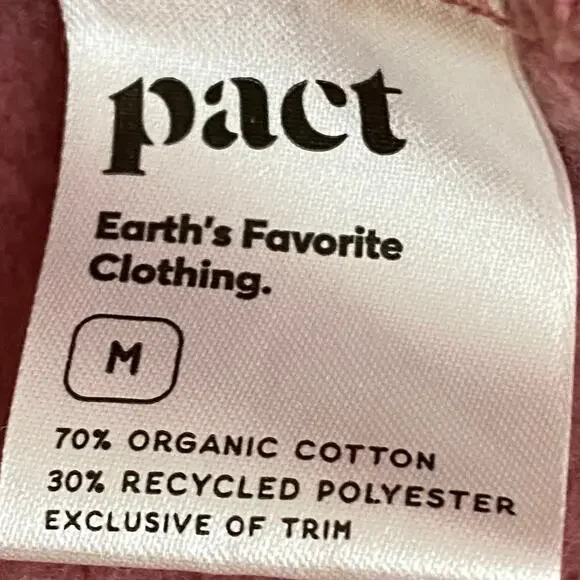 pact
Earth's Favorite
Clothing.
M
70% ORGANIC COTTON
30% RECYCLED POLYESTER
EXCLUSIVE OF TRIM